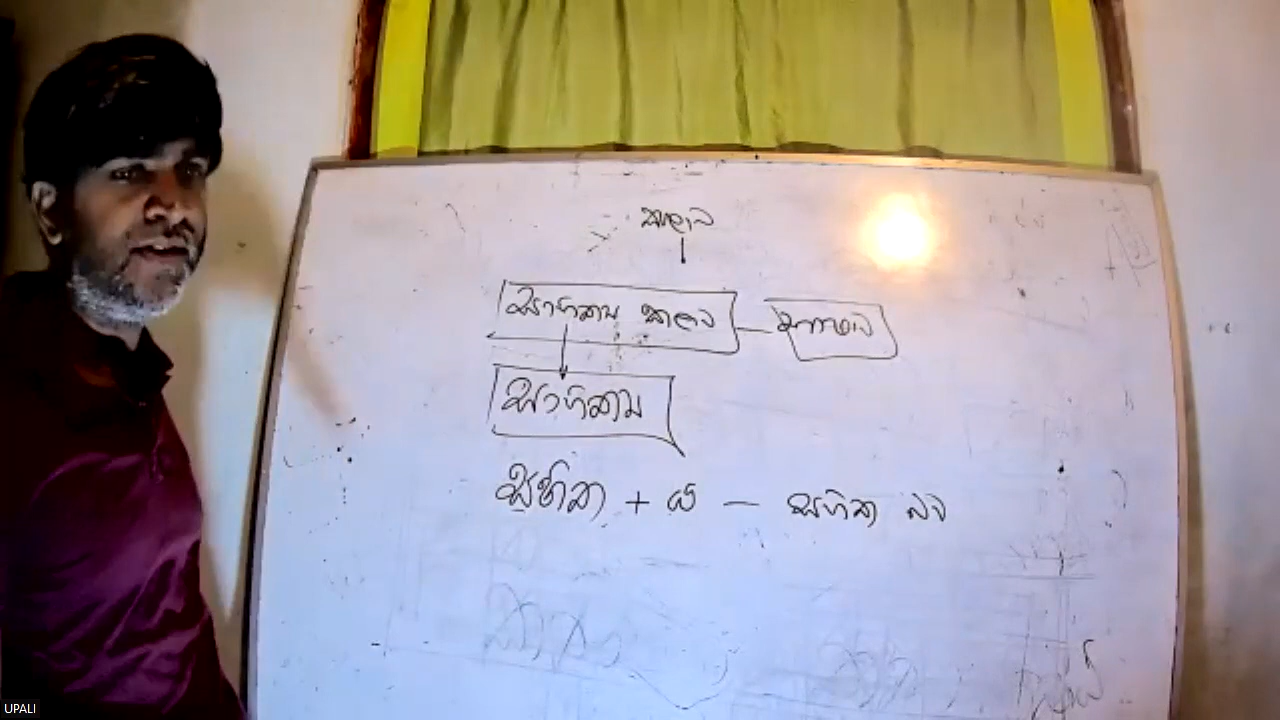 කලාව
සාහිත්‍ය කලාව — භාෂාව
සාහිත්‍ය
සහිත + ය — සහිත බව
UPALI